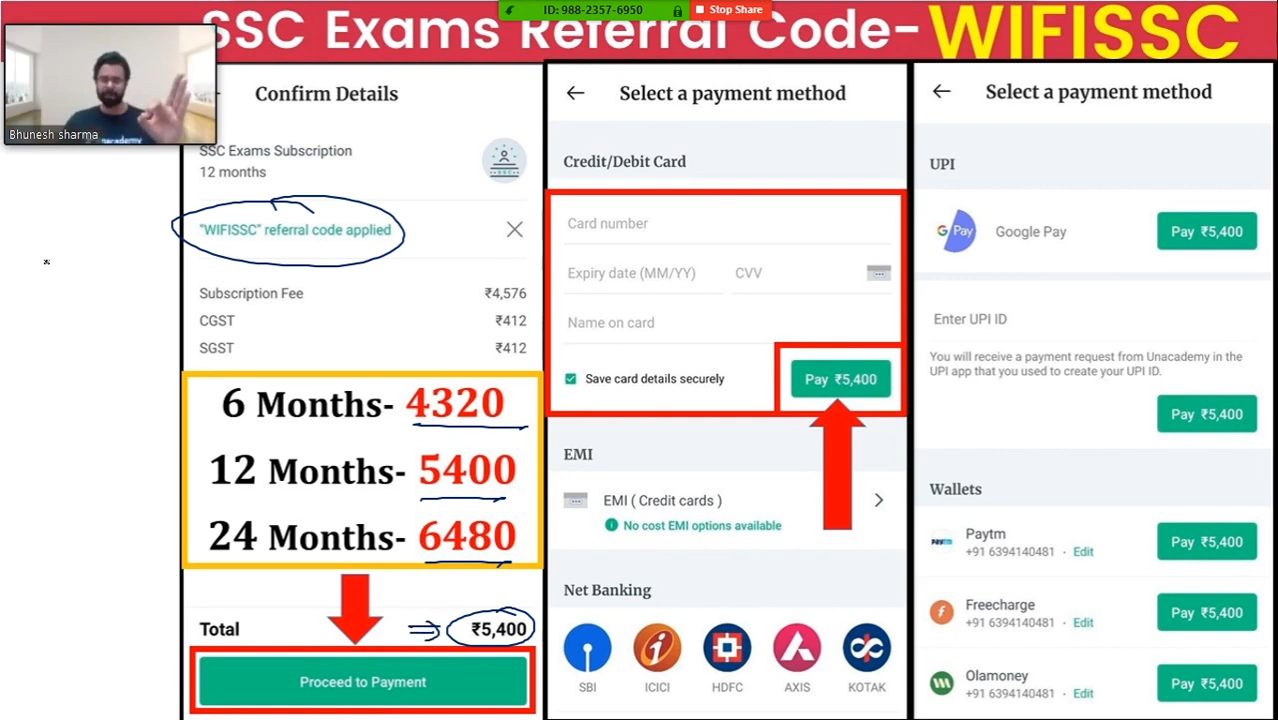 ID: 988-2357-6950
Stop Share
SSC Exams Referral Code- WIFISSC
Bhunesh sharma
unacademy
Confirm Details
SSC Exams Subscription
12 months
"WIFISSC" referral code applied
Subscription Fee ₹4,576
CGST ₹412
SGST ₹412
6 Months- 4320
12 Months- 5400
24 Months- 6480
Total ₹5,400
Proceed to Payment
Select a payment method
Credit/Debit Card
Card number
Expiry date (MM/YY) CVV
Name on card
Save card details securely
Pay ₹5,400
EMI
EMI ( Credit cards )
No cost EMI options available
Net Banking
SBI ICICI HDFC AXIS KOTAK
Select a payment method
UPI
G Pay Google Pay Pay ₹5,400
Enter UPI ID
You will receive a payment request from Unacademy in the
UPI app that you used to create your UPI ID.
Pay ₹5,400
Wallets
Paytm Paytm Pay ₹5,400
+91 6394140481 · Edit
Freecharge Pay ₹5,400
+91 6394140481 · Edit
Olamoney Pay ₹5,400
+91 6394140481 · Edit